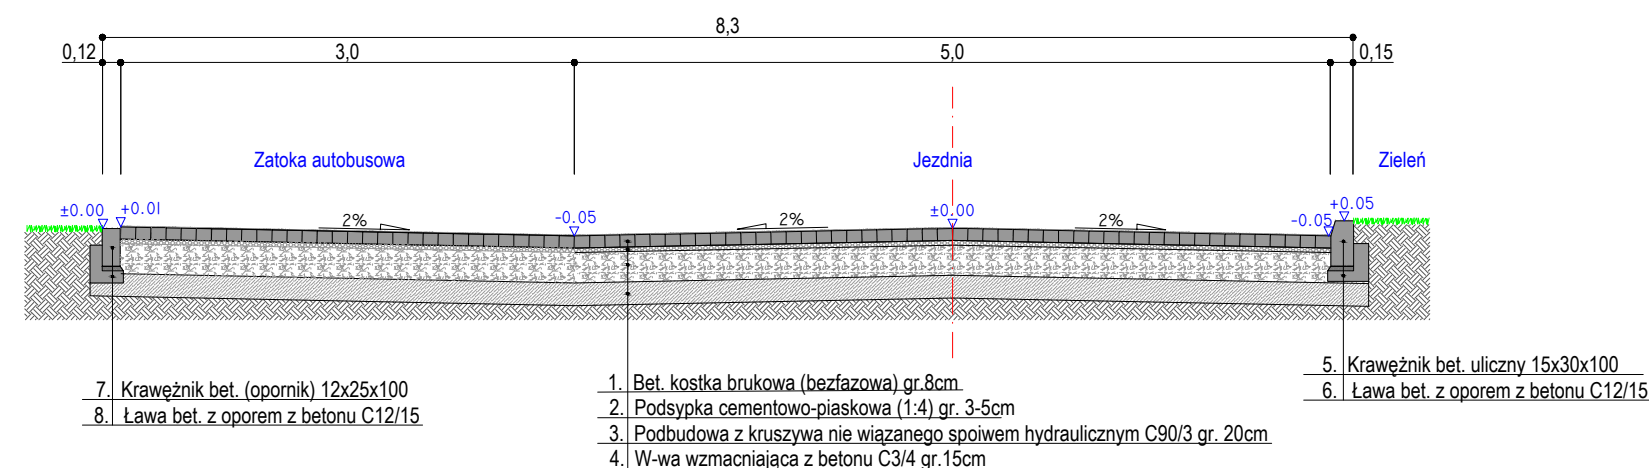 8,3
0,12 3,0 5,0 0,15
Zatoka autobusowa Jezdnia Zieleń
±0.00 +0.01 2% -0.05 2% ±0.00 2% -0.05 +0.05
7. Krawężnik bet. (opornik) 12x25x100
8. Ława bet. z oporem z betonu C12/15
1. Bet. kostka brukowa (bezfazowa) gr.8cm
2. Podsypka cementowo-piaskowa (1:4) gr. 3-5cm
3. Podbudowa z kruszywa nie wiązanego spoiwem hydraulicznym C90/3 gr. 20cm
4. W-wa wzmacniająca z betonu C3/4 gr.15cm
5. Krawężnik bet. uliczny 15x30x100
6. Ława bet. z oporem z betonu C12/15